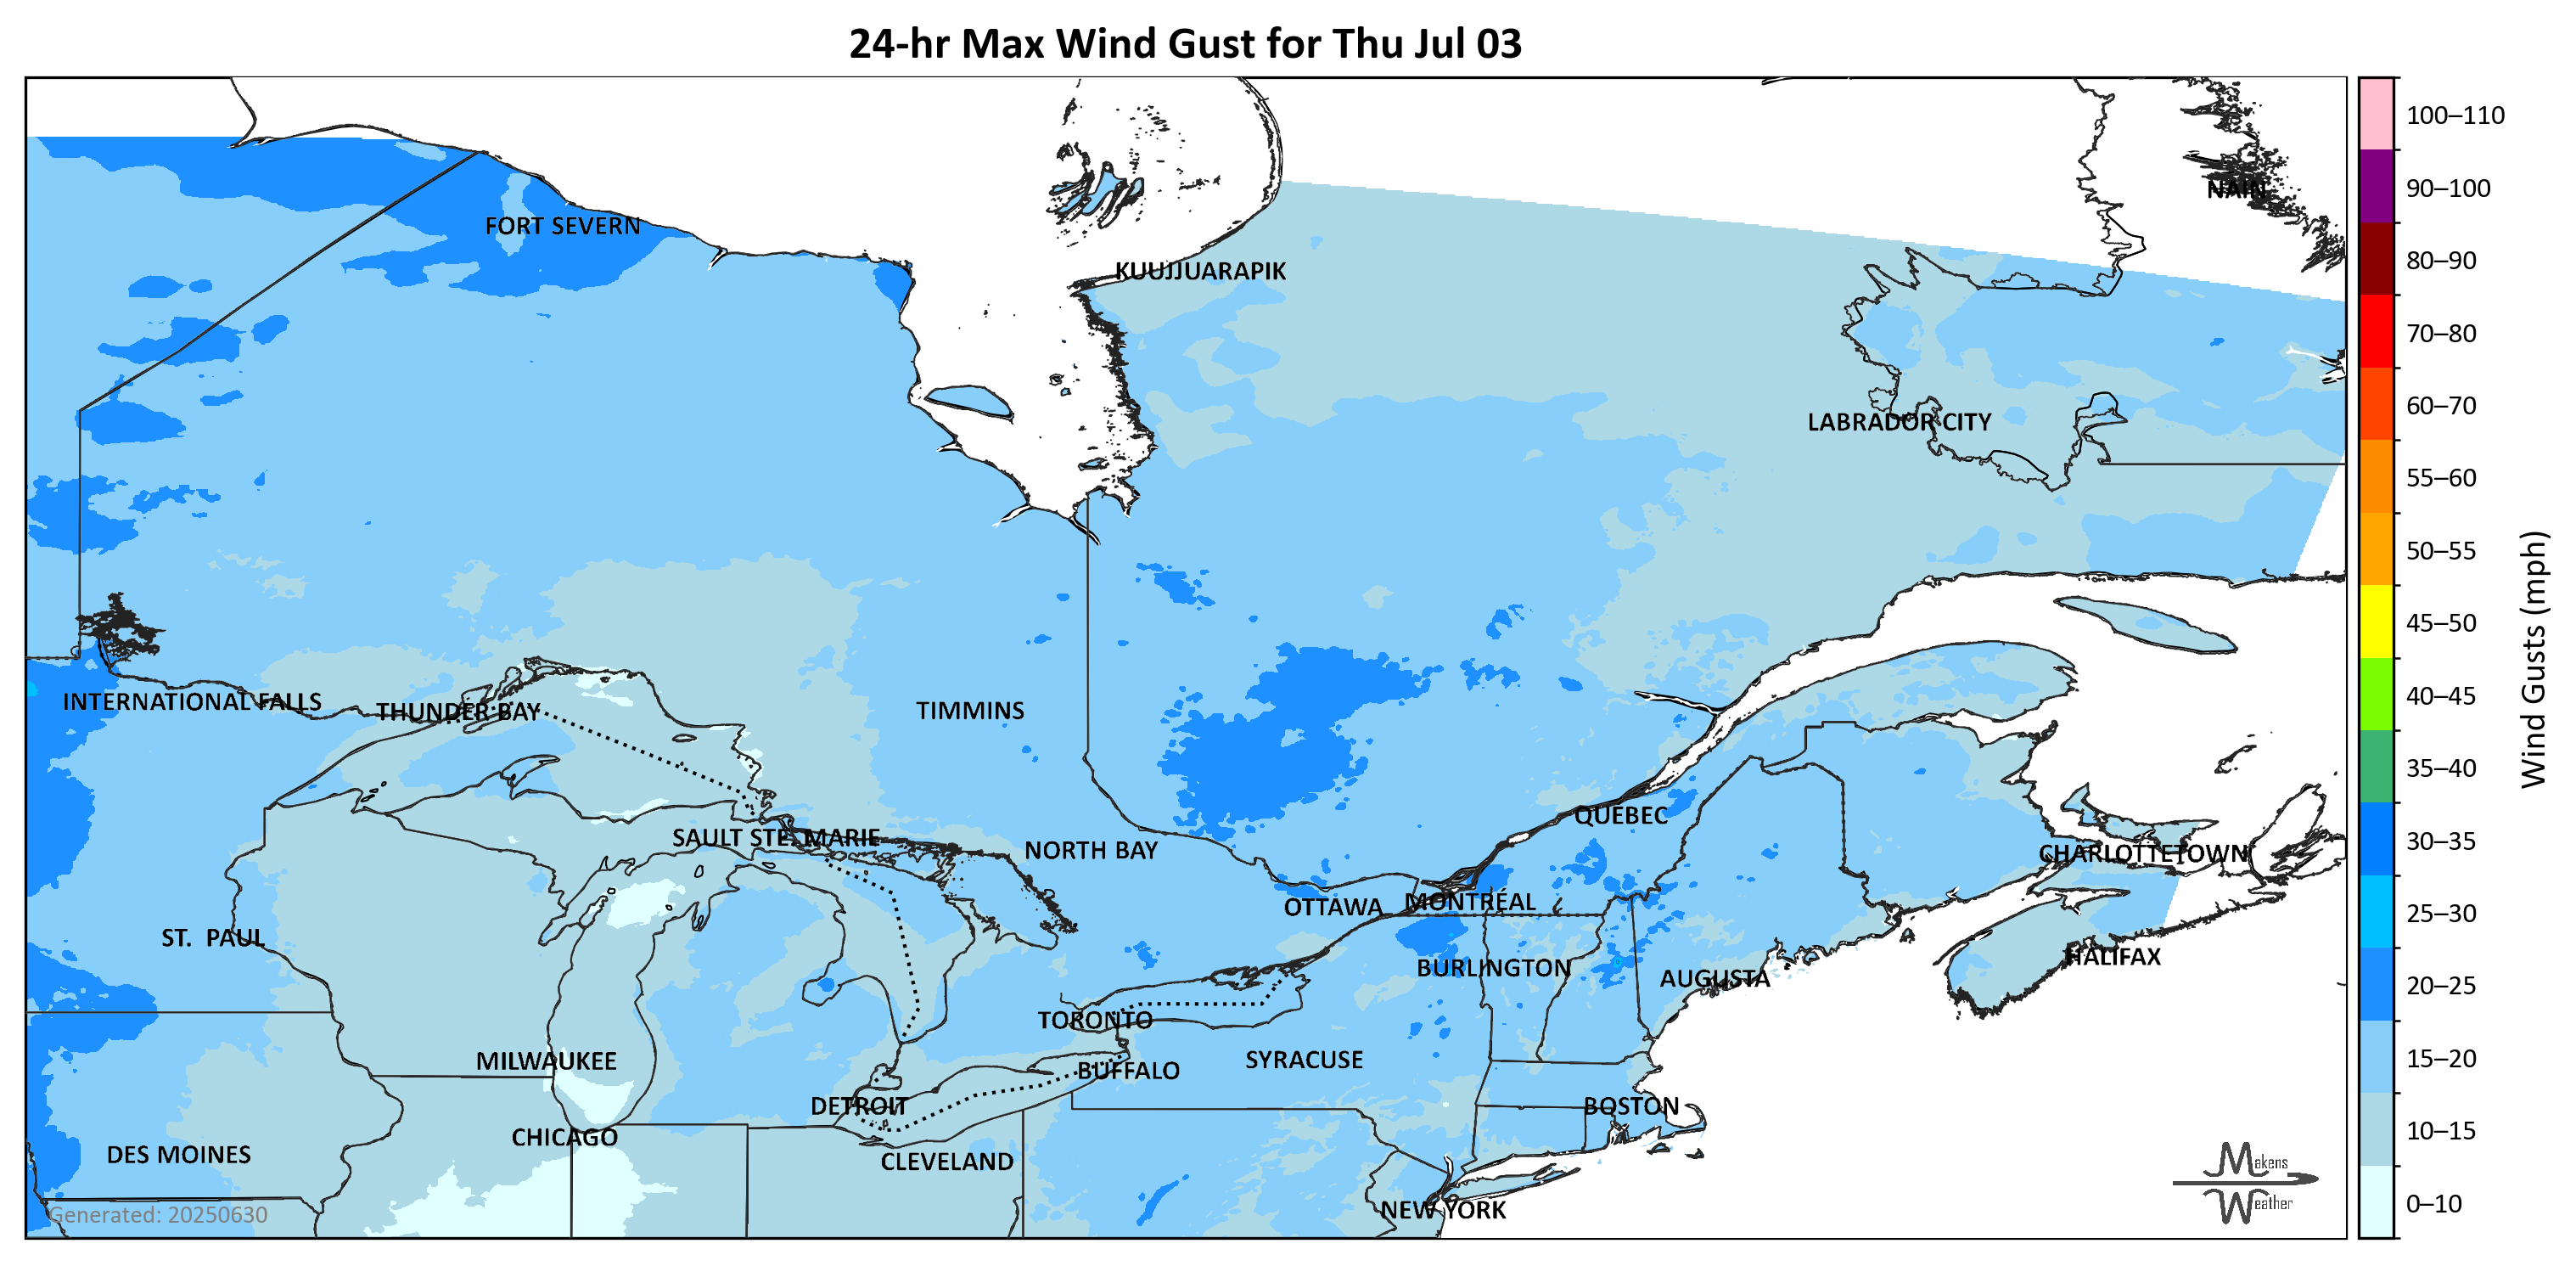 24-hr Max Wind Gust for Thu Jul 03
100–110
90–100
NAIN
FORT SEVERN
80–90
KUUJJUARAPIK
70–80
60–70
LABRADOR CITY
55–60
50–55
45–50
Wind Gusts (mph)
40–45
INTERNATIONAL FALLS
THUNDER BAY
TIMMINS
35–40
QUÉBEC
30–35
SAULT STE. MARIE
NORTH BAY
CHARLOTTETOWN
OTTAWA
MONTRÉAL
25–30
ST. PAUL
HALIFAX
BURLINGTON
AUGUSTA
20–25
TORONTO
MILWAUKEE
SYRACUSE
15–20
BUFFALO
DETROIT
BOSTON
CHICAGO
10–15
DES MOINES
CLEVELAND
Makens
Weather
0–10
NEW YORK
Generated: 20250630